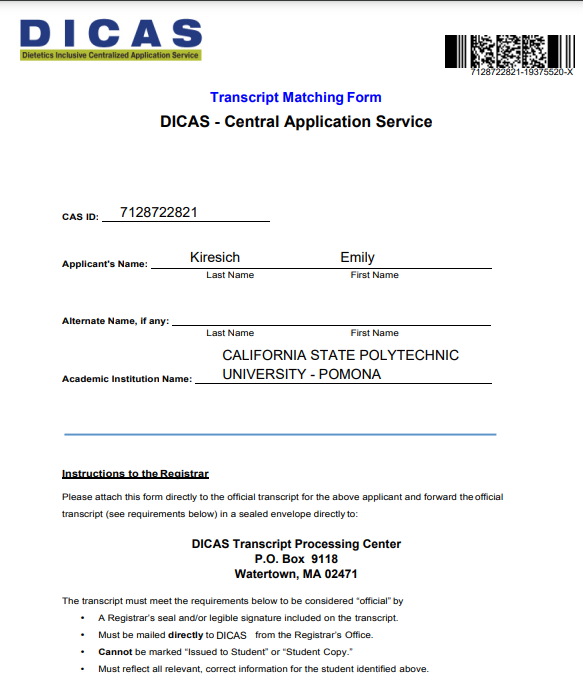 DICAS
Dietetics Inclusive Centralized Application Service
7128722821-19375520-X
Transcript Matching Form
DICAS - Central Application Service
CAS ID: 7128722821
Applicant's Name: Kiresich Emily
Last Name First Name
Alternate Name, if any:
Last Name First Name
CALIFORNIA STATE POLYTECHNIC
Academic Institution Name: UNIVERSITY - POMONA
Instructions to the Registrar
Please attach this form directly to the official transcript for the above applicant and forward the official
transcript (see requirements below) in a sealed envelope directly to:
DICAS Transcript Processing Center
P.O. Box 9118
Watertown, MA 02471
The transcript must meet the requirements below to be considered “official” by
• A Registrar's seal and/or legible signature included on the transcript.
• Must be mailed directly to DICAS from the Registrar's Office.
• Cannot be marked “Issued to Student” or “Student Copy.”
• Must reflect all relevant, correct information for the student identified above.